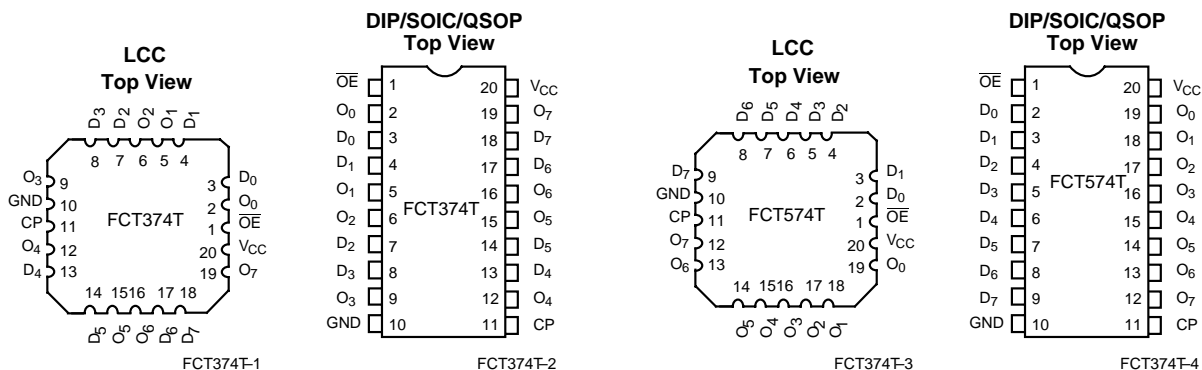 LCC
Top View
D3 D2 O2 O1 D1
8 7 6 5 4
O3 9 3 D0
GND 10 2 O0
CP 11 FCT374T 1 OE
O4 12 20 VCC
D4 13 19 O7
14 15 16 17 18
D5 O5 O6 D6 D7
FCT374T–1
DIP/SOIC/QSOP
Top View
OE 1 20 VCC
O0 2 19 O7
D0 3 18 D7
D1 4 17 D6
O1 5 FCT374T 16 O6
O2 6 15 O5
D2 7 14 D5
D3 8 13 D4
O3 9 12 O4
GND 10 11 CP
FCT374T–2
LCC
Top View
D6 D5 D4 D3 D2
8 7 6 5 4
D7 9 3 D1
GND 10 2 D0
CP 11 FCT574T 1 OE
O7 12 20 VCC
O6 13 19 O0
14 15 16 17 18
O5 O4 O3 O2 O1
FCT374T–3
DIP/SOIC/QSOP
Top View
OE 1 20 VCC
D0 2 19 O0
D1 3 18 O1
D2 4 17 O2
D3 5 FCT574T 16 O3
D4 6 15 O4
D5 7 14 O5
D6 8 13 O6
D7 9 12 O7
GND 10 11 CP
FCT374T–4